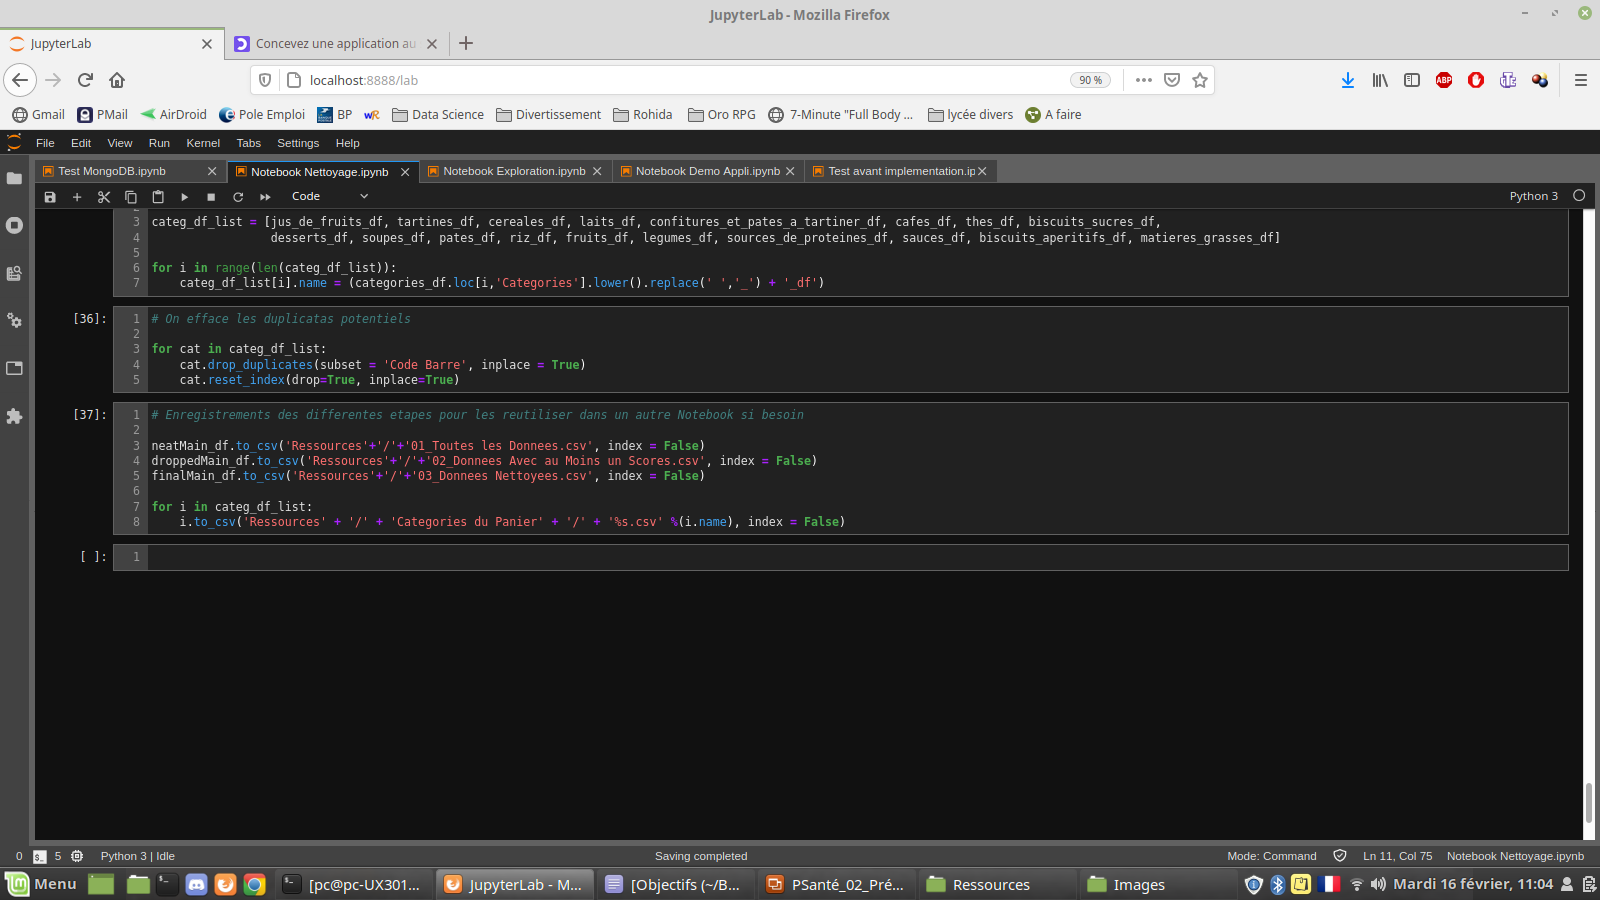 JupyterLab - Mozilla Firefox
JupyterLab
Concevez une application au
localhost:8888/lab
90 %
ABP
Gmail
PMail
AirDroid
Pole Emploi
BP
wR
Data Science
Divertissement
Rohida
Oro RPG
7-Minute "Full Body ...
lycée divers
A faire
File Edit View Run Kernel Tabs Settings Help
Test MongoDB.ipynb
Notebook Nettoyage.ipynb
Notebook Exploration.ipynb
Notebook Demo Appli.ipynb
Test avant implementation.ip
Code
Python 3
3 categ_df_list = [jus_de_fruits_df, tartines_df, cereales_df, laits_df, confitures_et_pates_a_tartiner_df, cafes_df, thes_df, biscuits_sucres_df,
4 desserts_df, soupes_df, pates_df, riz_df, fruits_df, legumes_df, sources_de_proteines_df, sauces_df, biscuits_aperitifs_df, matieres_grasses_df]
5
6 for i in range(len(categ_df_list)):
7 categ_df_list[i].name = (categories_df.loc[i,'Categories'].lower().replace(' ','_') + '_df')
[36]:
1 # On efface les duplicatas potentiels
2
3 for cat in categ_df_list:
4 cat.drop_duplicates(subset = 'Code Barre', inplace = True)
5 cat.reset_index(drop=True, inplace=True)
[37]:
1 # Enregistrements des differentes etapes pour les reutiliser dans un autre Notebook si besoin
2
3 neatMain_df.to_csv('Ressources'+'/'+'01_Toutes les Donnees.csv', index = False)
4 droppedMain_df.to_csv('Ressources'+'/'+'02_Donnees Avec au Moins un Scores.csv', index = False)
5 finalMain_df.to_csv('Ressources'+'/'+'03_Donnees Nettoyees.csv', index = False)
6
7 for i in categ_df_list:
8 i.to_csv('Ressources' + '/' + 'Categories du Panier' + '/' + '%s.csv' %(i.name), index = False)
[ ]:
1
0
5
Python 3 | Idle
Saving completed
Mode: Command
Ln 11, Col 75
Notebook Nettoyage.ipynb
Menu
[pc@pc-UX301...
JupyterLab - M...
[Objectifs (~/B...
PSanté_02_Pré...
Ressources
Images
Mardi 16 février, 11:04